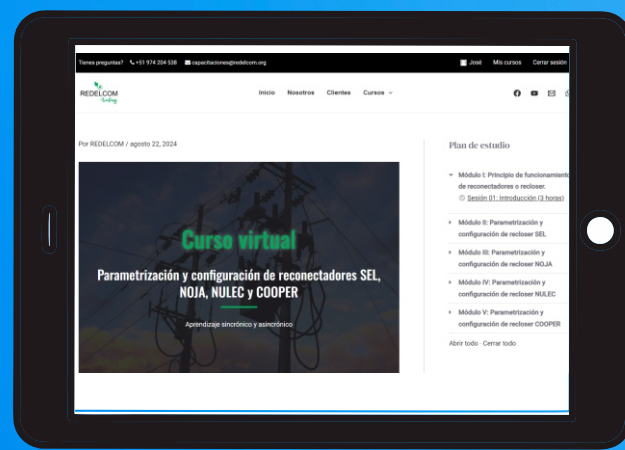 Tienes preguntas? +51 974 204 538 capacitaciones@redelcom.org José Mis cursos Cerrar sesión
REDELCOM
Inicio Nosotros Clientes Cursos
Por REDELCOM / agosto 22, 2024
Curso virtual
Parametrización y configuración de reconectadores SEL,
NOJA, NULEC y COOPER
Aprendizaje sincrónico y asincrónico
Plan de estudio
Módulo I: Principio de funcionamiento
de reconectadores o recloser.
Sesión 01: Introducción (3 horas)
Módulo II: Parametrización y
configuración de recloser SEL
Módulo III: Parametrización y
configuración de recloser NOJA
Módulo IV: Parametrización y
configuración de recloser NULEC
Módulo V: Parametrización y
configuración de recloser COOPER
Abrir todo · Cerrar todo